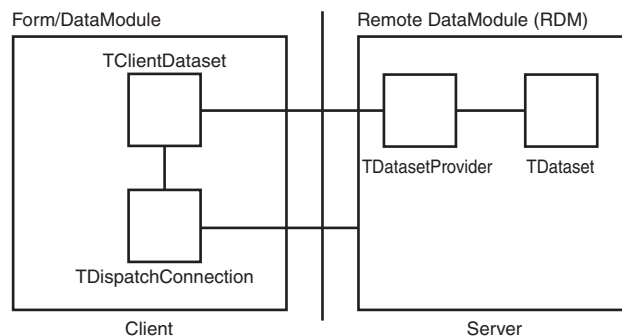 Form/DataModule
Remote DataModule (RDM)
TClientDataset
TDatasetProvider
TDataset
TDispatchConnection
Client
Server